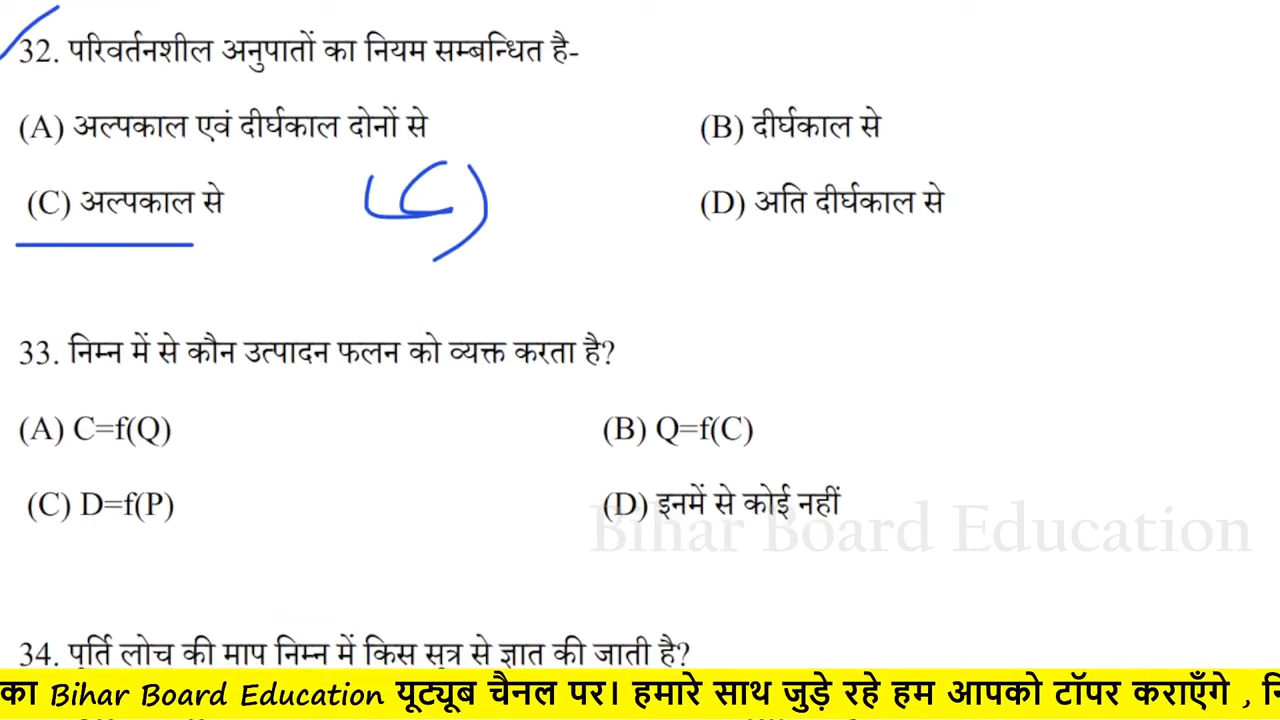 32. परिवर्तनशील अनुपातों का नियम सम्बन्धित है-
(A) अल्पकाल एवं दीर्घकाल दोनों से (B) दीर्घकाल से
(C) अल्पकाल से (C) (D) अति दीर्घकाल से
33. निम्न में से कौन उत्पादन फलन को व्यक्त करता है?
(A) C=f(Q) (B) Q=f(C)
(C) D=f(P) (D) इनमें से कोई नहीं
Bihar Board Education
34. पूर्ति लोच की माप निम्न में किस सूत्र से ज्ञात की जाती है?
का Bihar Board Education यूट्यूब चैनल पर। हमारे साथ जुड़े रहे हम आपको टॉपर कराएँगे ,